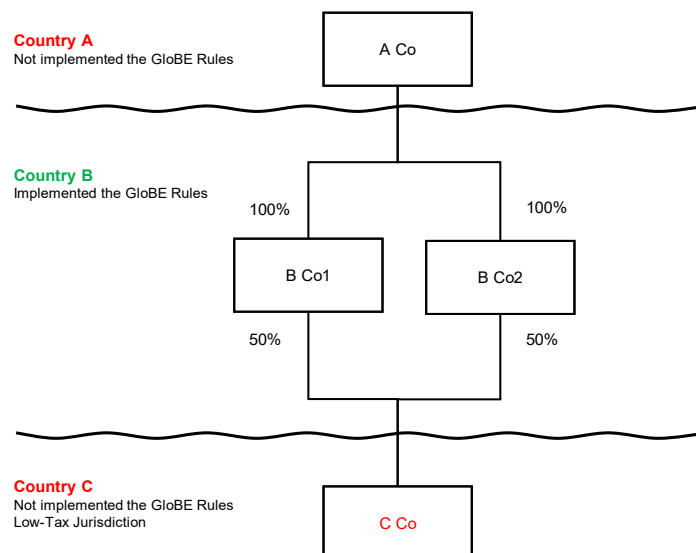 Country A
Not implemented the GloBE Rules
A Co
Country B
Implemented the GloBE Rules
100%
100%
B Co1
B Co2
50%
50%
Country C
Not implemented the GloBE Rules
Low-Tax Jurisdiction
C Co